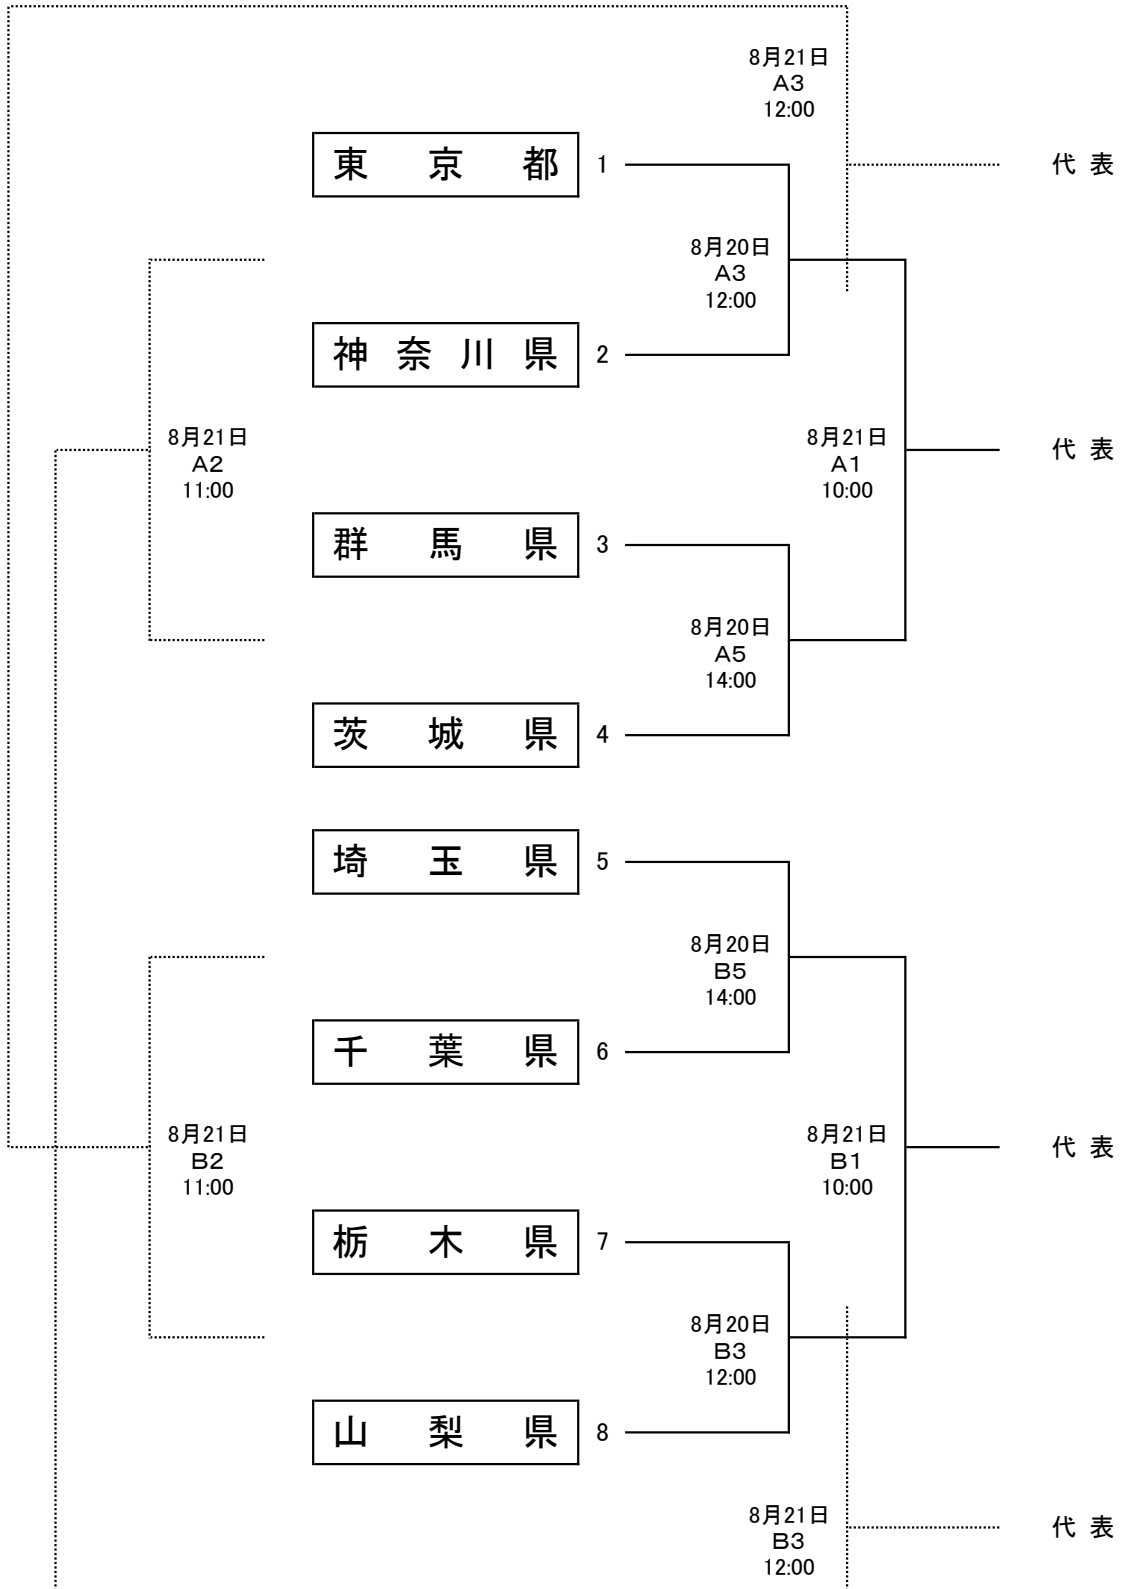 8月21日
A3
12:00
東京都 1
代表
8月20日
A3
12:00
神奈川県 2
8月21日
A2
11:00
8月21日
A1
10:00
代表
群馬県 3
8月20日
A5
14:00
茨城県 4
埼玉県 5
8月20日
B5
14:00
千葉県 6
8月21日
B2
11:00
8月21日
B1
10:00
代表
栃木県 7
8月20日
B3
12:00
山梨県 8
8月21日
B3
12:00
代表